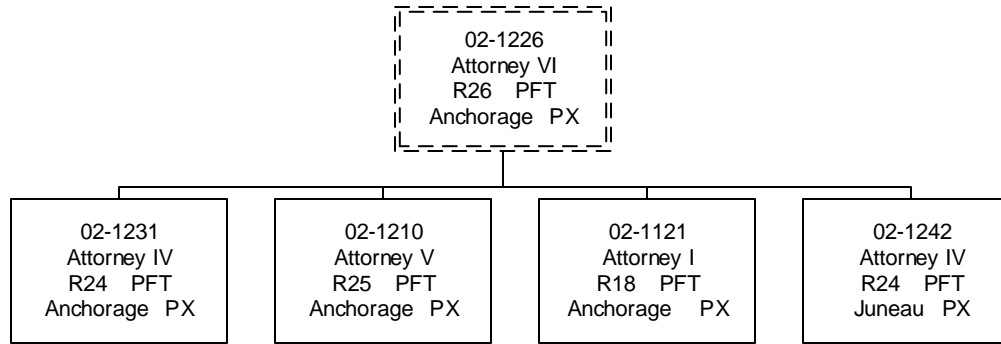 02-1226
Attorney VI
R26 PFT
Anchorage PX
02-1231
Attorney IV
R24 PFT
Anchorage PX
02-1210
Attorney V
R25 PFT
Anchorage PX
02-1121
Attorney I
R18 PFT
Anchorage PX
02-1242
Attorney IV
R24 PFT
Juneau PX